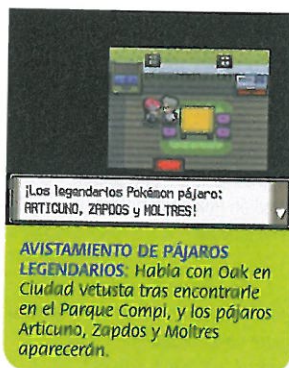 ¡Los legendarios Pokémon pájaro:
ARTICUNO, ZAPDOS y MOLTRES!
AVISTAMIENTO DE PÁJAROS
LEGENDARIOS: Habla con Oak en
Ciudad Vetusta tras encontrarle
en el Parque Compi, y los pájaros
Articuno, Zapdos y Moltres
aparecerán.